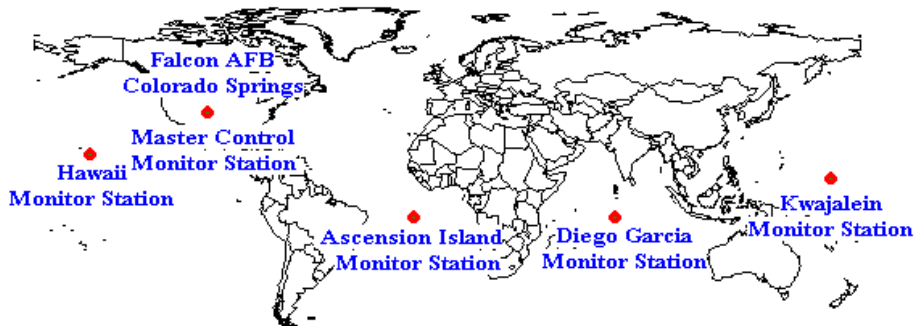 Falcon AFB
Colorado Springs
Master Control
Monitor Station
Hawaii
Monitor Station
Ascension Island
Monitor Station
Diego Garcia
Monitor Station
Kwajalein
Monitor Station